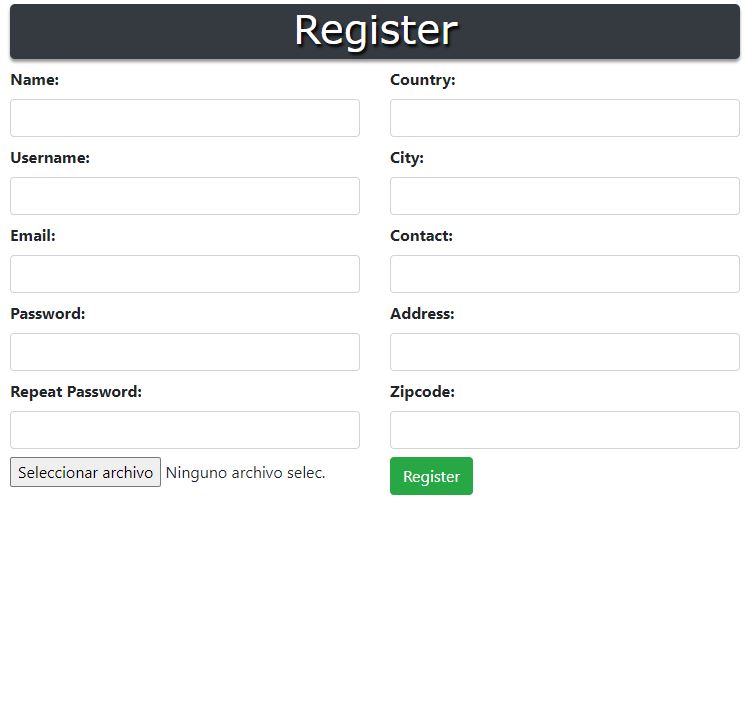 Register
Name:
Country:
Username:
City:
Email:
Contact:
Password:
Address:
Repeat Password:
Zipcode:
Seleccionar archivo Ninguno archivo selec.
Register